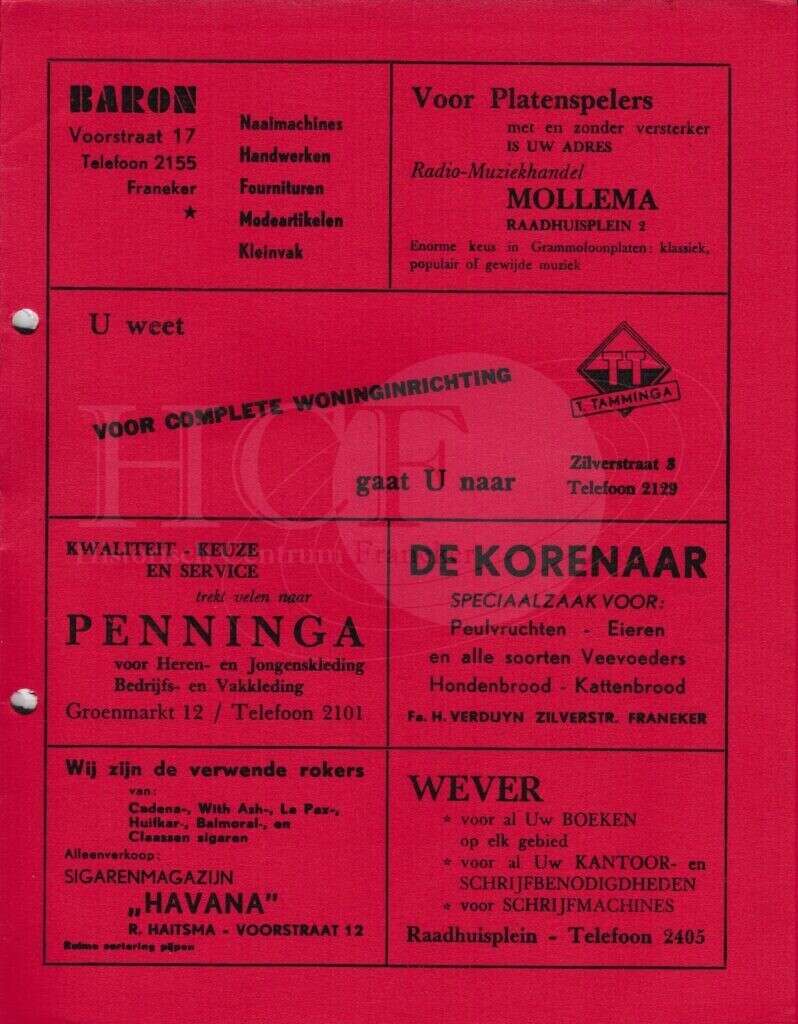 BARON
Voorstraat 17
Telefoon 2155
Franeker
Naaimachines
Handwerken
Fournituren
Modeartikelen
Kleinvak
Voor Platenspelers
met en zonder versterker
IS UW ADRES
Radio-Muziekhandel
MOLLEMA
RAADHUISPLEIN 2
Enorme keus in Grammofoonplaten: klassiek,
populair of gewijde muziek
U weet
VOOR COMPLETE WONINGINRICHTING
TT
T. TAMMINGA
gaat U naar
Zilverstraat 8
Telefoon 2129
HCF
Historisch Centrum Franeker
KWALITEIT - KEUZE
EN SERVICE
trekt velen naar
PENNINGA
voor Heren- en Jongenskleding
Bedrijfs- en Vakkleding
Groenmarkt 12 / Telefoon 2101
DE KORENAAR
SPECIAALZAAK VOOR:
Peulvruchten - Eieren
en alle soorten Veevoeders
Hondenbrood - Kattenbrood
Fa. H. VERDUYN ZILVERSTR. FRANEKER
Wij zijn de verwende rokers
van:
Cadena-, With Ash-, La Paz-,
Huifkar-, Balmoral-, en
Claassen sigaren
Alleenverkoop:
SIGARENMAGAZIJN
„HAVANA"
R. HAITSMA - VOORSTRAAT 12
Ruime sortering pijpen
WEVER
* voor al Uw BOEKEN
op elk gebied
* voor al Uw KANTOOR- en
SCHRIJFBENODIGDHEDEN
* voor SCHRIJFMACHINES
Raadhuisplein - Telefoon 2405